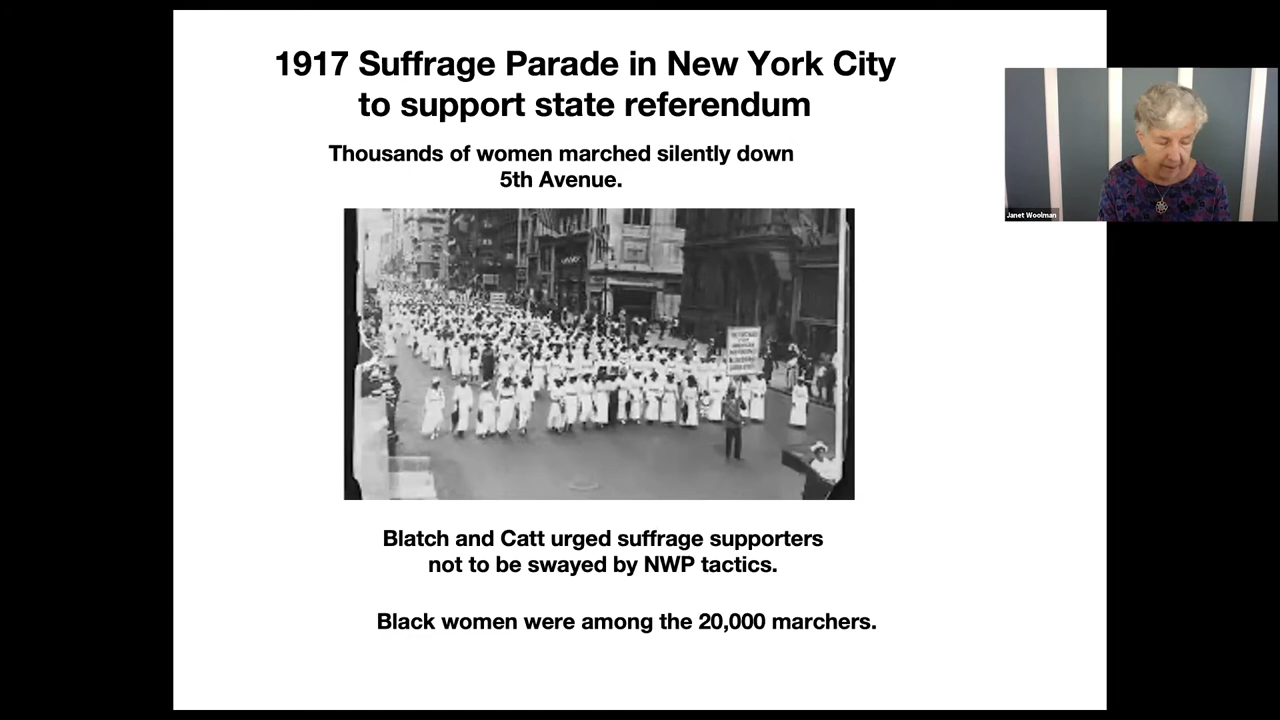 1917 Suffrage Parade in New York City
to support state referendum
Thousands of women marched silently down
5th Avenue.
Blatch and Catt urged suffrage supporters
not to be swayed by NWP tactics.
Black women were among the 20,000 marchers.
Janet Woolman